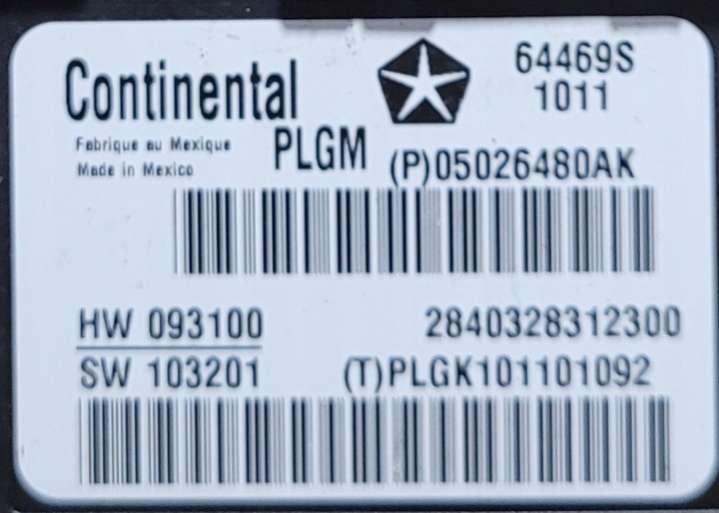 Continental
64469S
1011
Fabrique au Mexique
Made in Mexico
PLGM
(P)05026480AK
HW 093100
2840328312300
SW 103201
(T)PLGK101101092